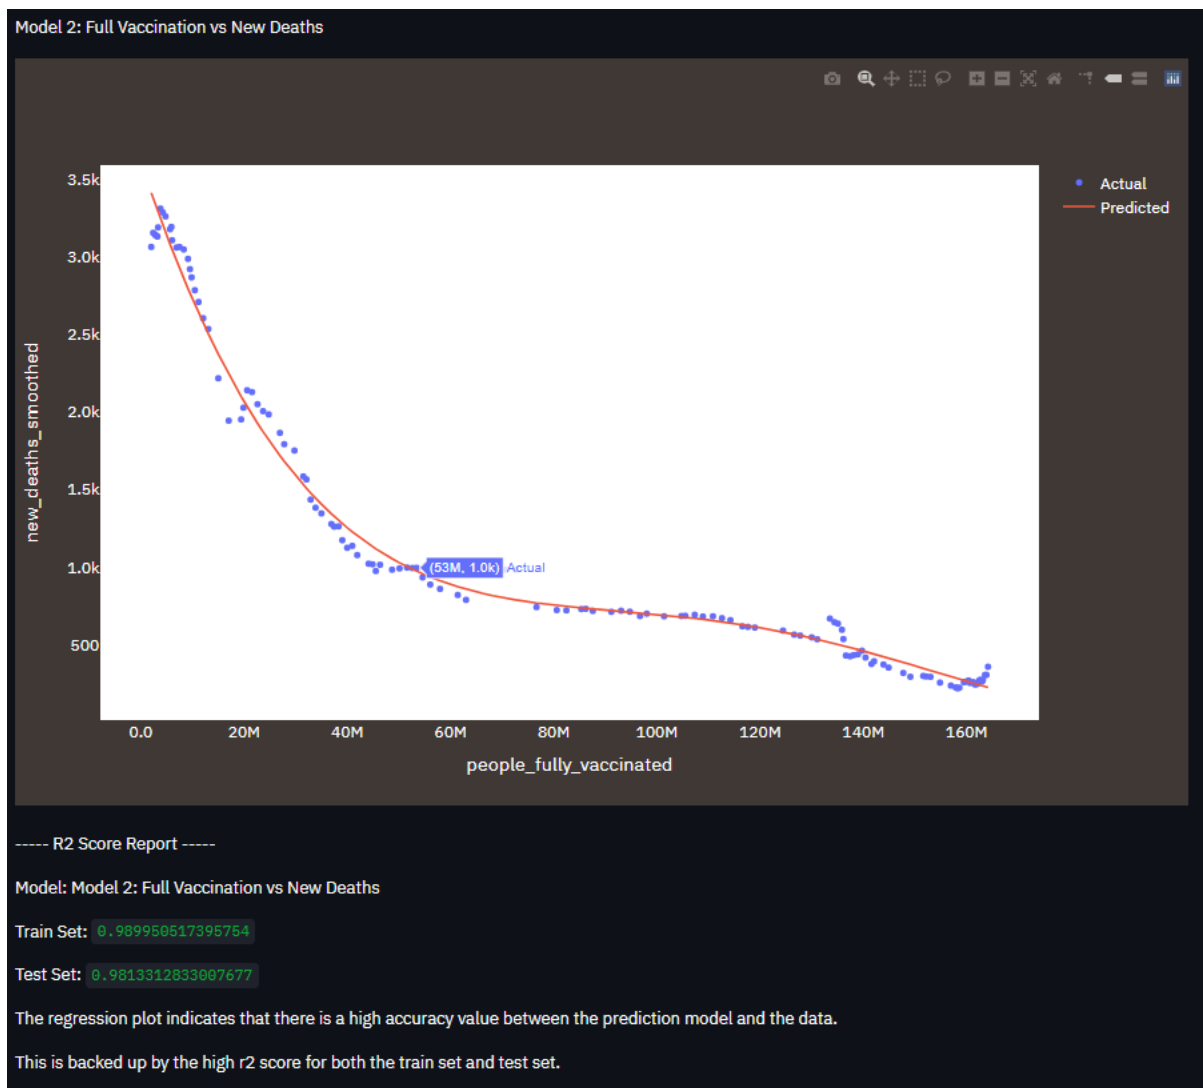 Model 2: Full Vaccination vs New Deaths
3.5k
3.0k
2.5k
2.0k
1.5k
1.0k
500
new_deaths_smoothed
Actual
Predicted
(53M, 1.0k) Actual
0.0 20M 40M 60M 80M 100M 120M 140M 160M
people_fully_vaccinated
----- R2 Score Report -----
Model: Model 2: Full Vaccination vs New Deaths
Train Set: 0.989950517395754
Test Set: 0.9813312833007677
The regression plot indicates that there is a high accuracy value between the prediction model and the data.
This is backed up by the high r2 score for both the train set and test set.